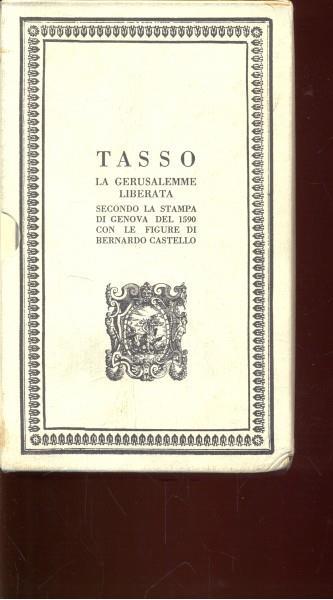 TASSO
LA GERUSALEMME
LIBERATA
SECONDO LA STAMPA
DI GENOVA DEL 1590
CON LE FIGURE DI
BERNARDO CASTELLO